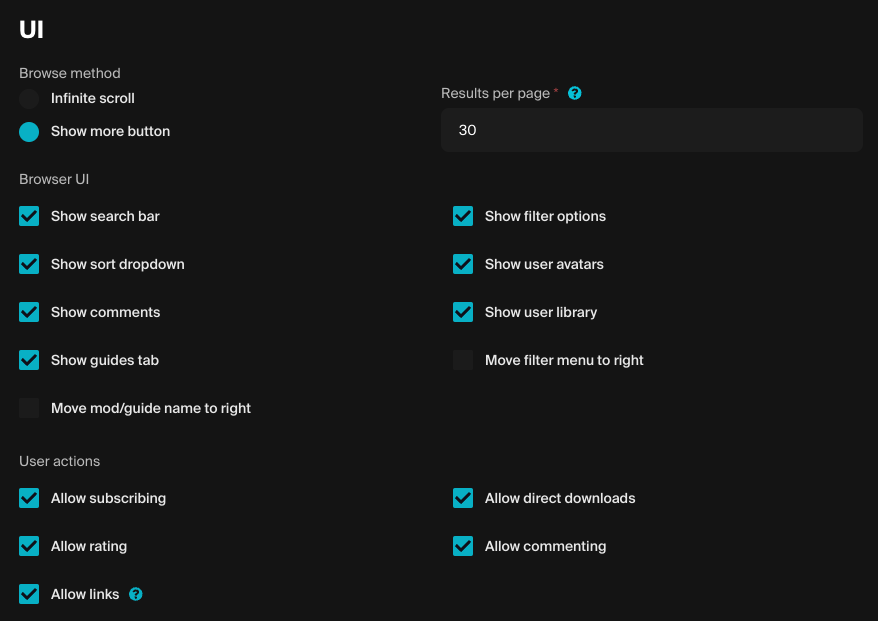 UI
Browse method
Infinite scroll
Show more button
Results per page * ?
30
Browser UI
Show search bar
Show filter options
Show sort dropdown
Show user avatars
Show comments
Show user library
Show guides tab
Move filter menu to right
Move mod/guide name to right
User actions
Allow subscribing
Allow direct downloads
Allow rating
Allow commenting
Allow links ?